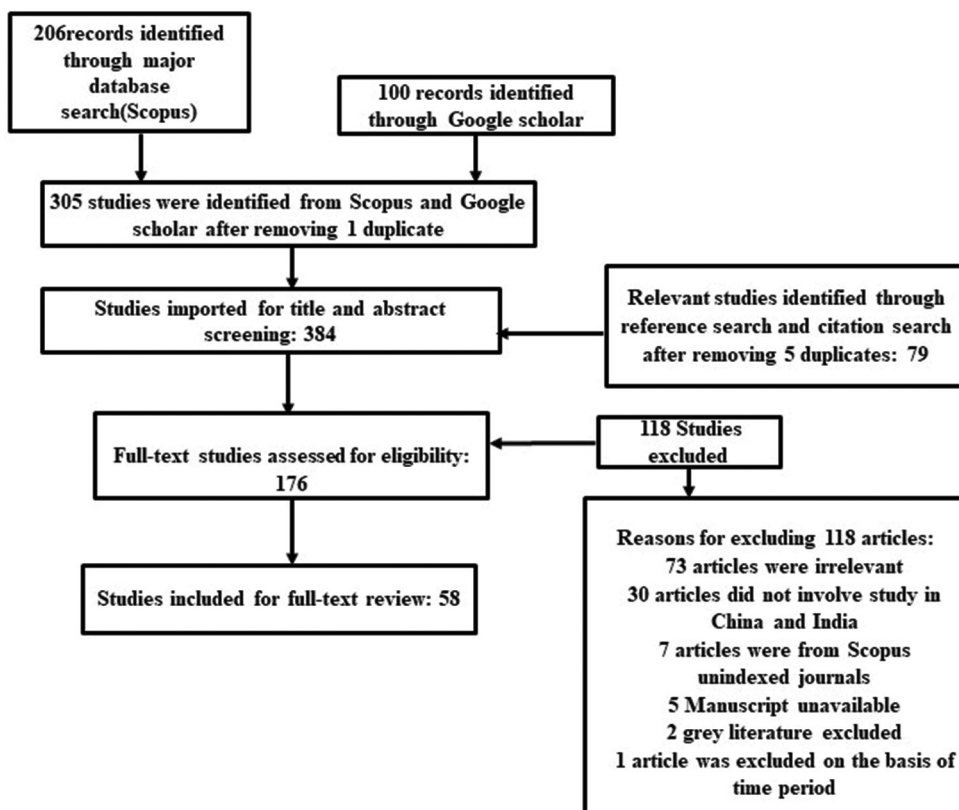 206records identified
through major
database
search(Scopus)
100 records identified
through Google scholar
305 studies were identified from Scopus and Google
scholar after removing 1 duplicate
Studies imported for title and abstract
screening: 384
Relevant studies identified through
reference search and citation search
after removing 5 duplicates: 79
Full-text studies assessed for eligibility:
176
118 Studies
excluded
Studies included for full-text review: 58
Reasons for excluding 118 articles:
73 articles were irrelevant
30 articles did not involve study in
China and India
7 articles were from Scopus
unindexed journals
5 Manuscript unavailable
2 grey literature excluded
1 article was excluded on the basis of
time period